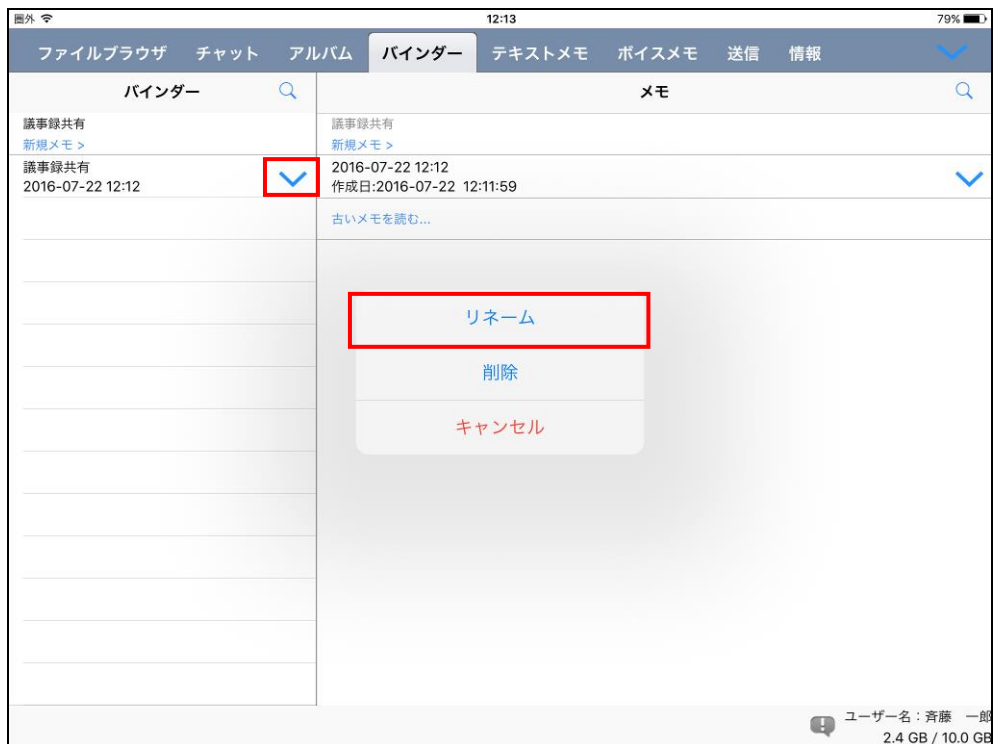 圏外 12:13 79%
ファイルブラウザ チャット アルバム バインダー テキストメモ ボイスメモ 送信 情報
バインダー
議事録共有
新規メモ >
議事録共有
2016-07-22 12:12
メモ
議事録共有
新規メモ >
2016-07-22 12:12
作成日:2016-07-22 12:11:59
古いメモを読む...
リネーム
削除
キャンセル
ユーザー名：斉藤 一郎
2.4 GB / 10.0 GB